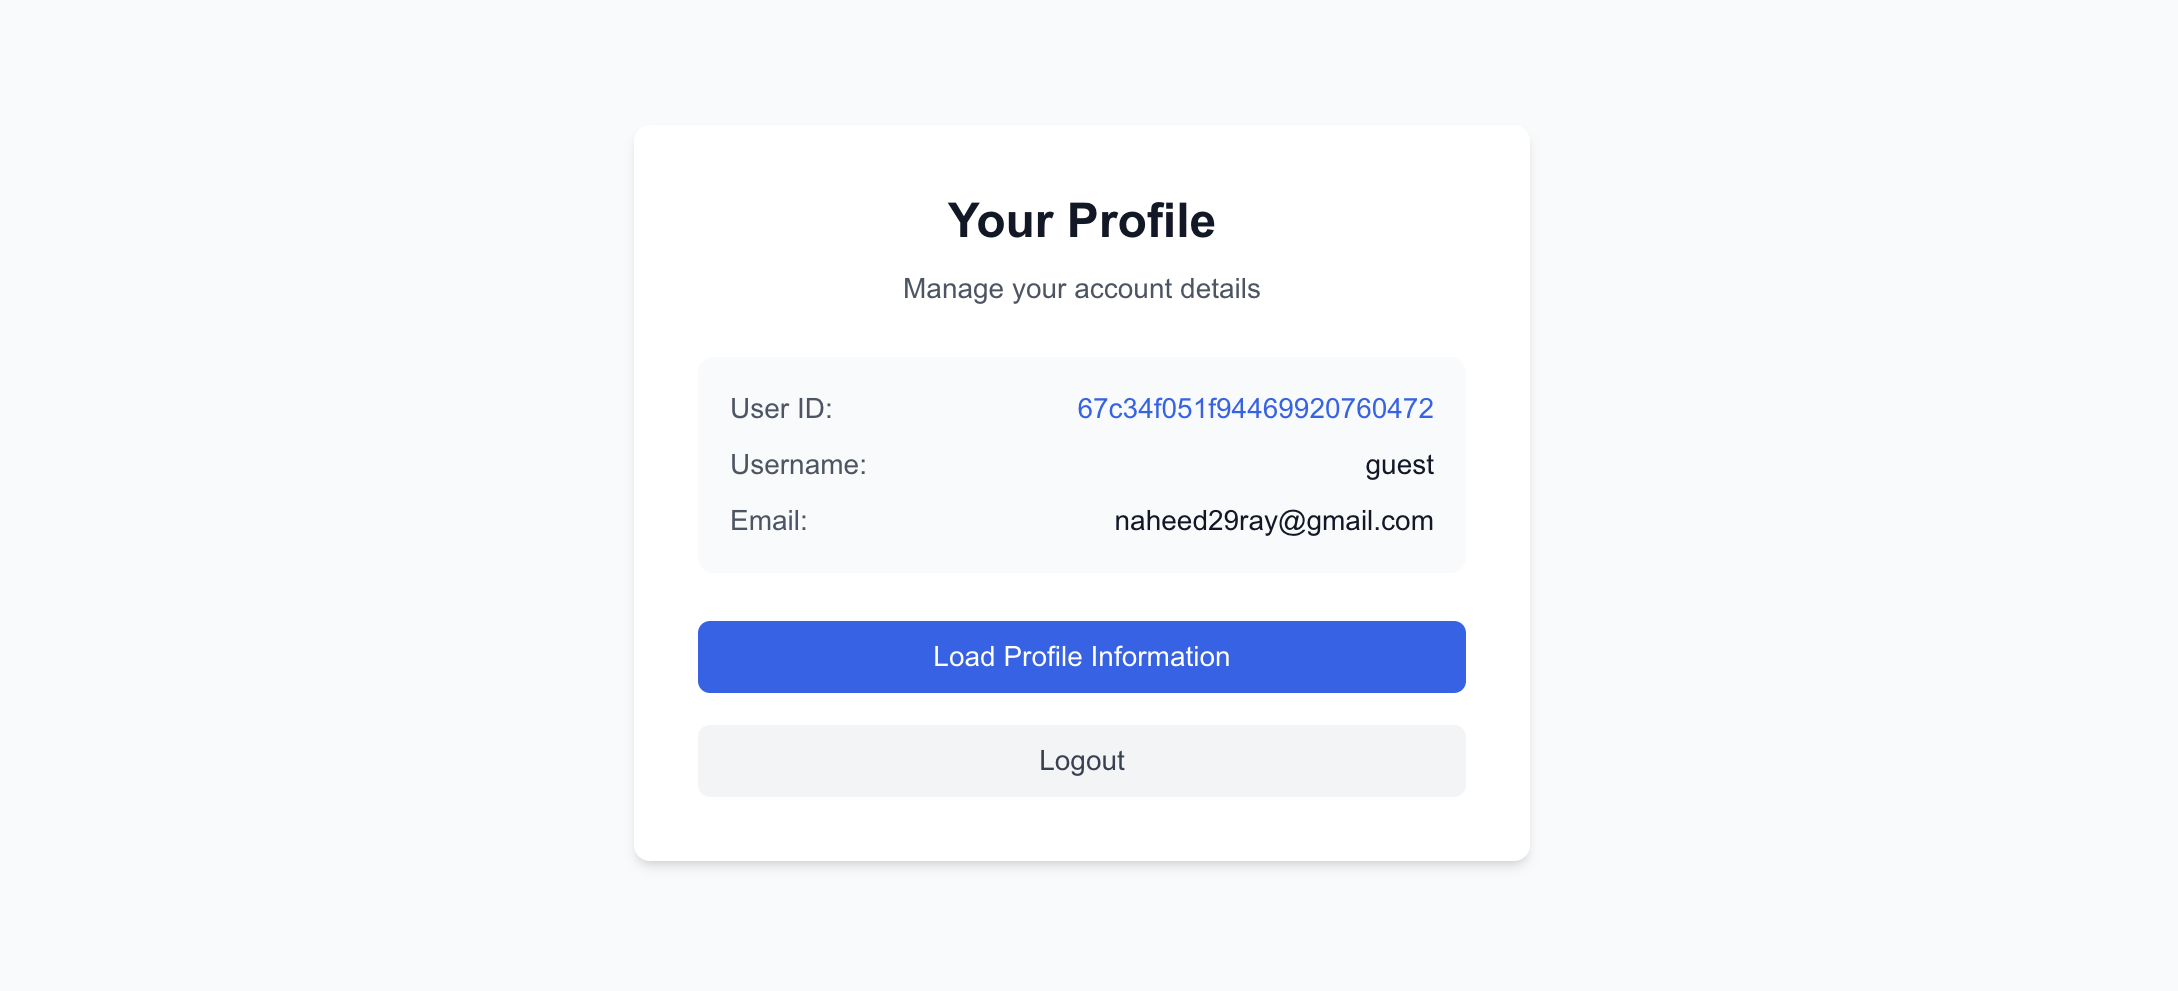 Your Profile
Manage your account details
User ID: 67c34f051f94469920760472
Username: guest
Email: naheed29ray@gmail.com
Load Profile Information
Logout